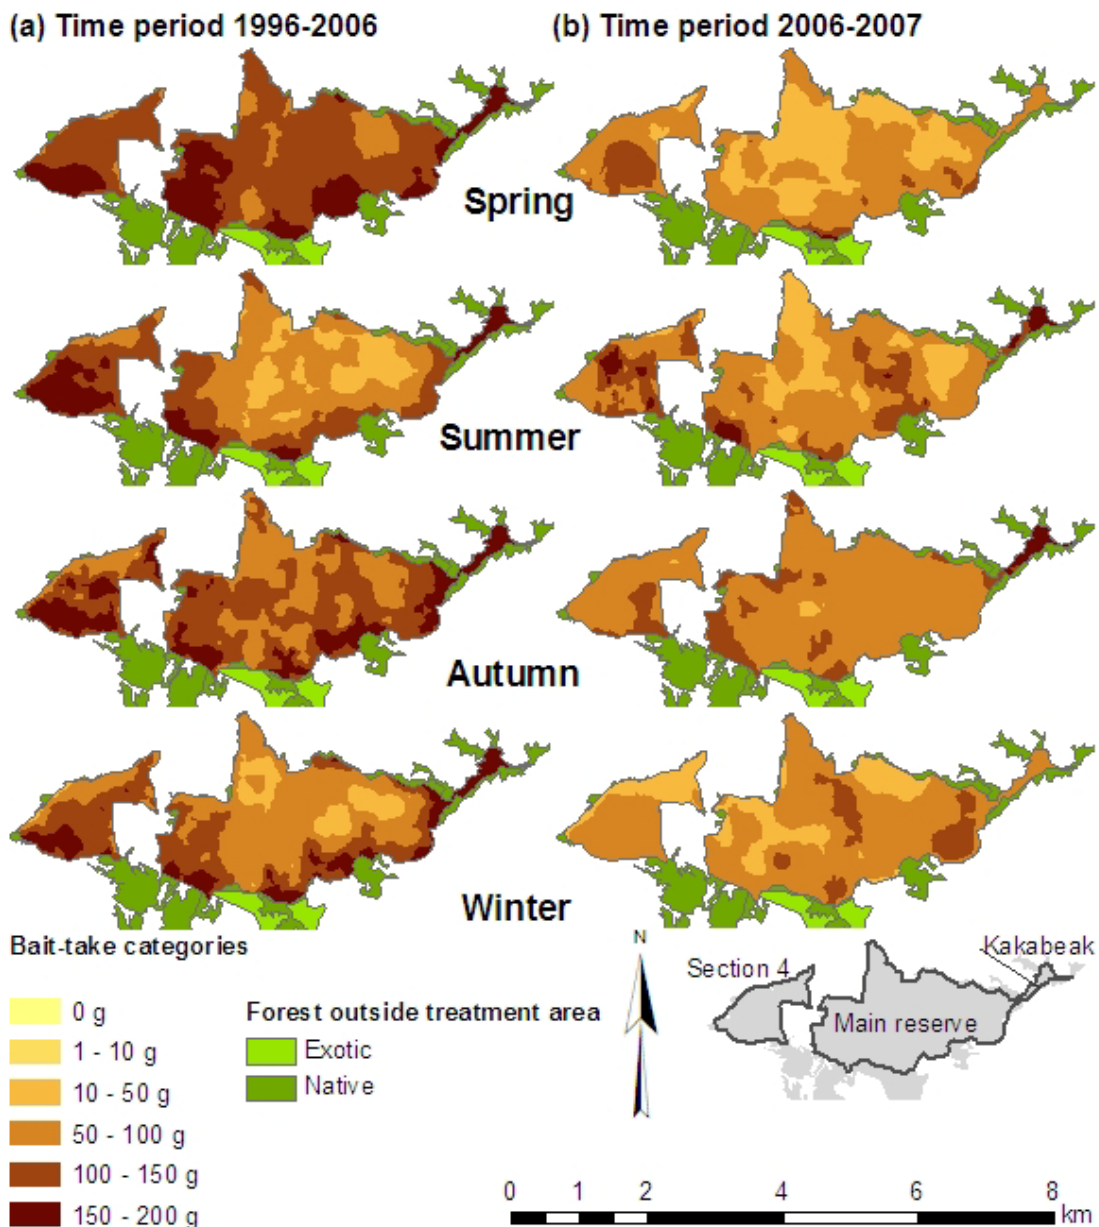 (a) Time period 1996-2006
(b) Time period 2006-2007
Spring
Summer
Autumn
Winter
Bait-take categories
0 g
1 - 10 g
10 - 50 g
50 - 100 g
100 - 150 g
150 - 200 g
Forest outside treatment area
Exotic
Native
N
Section 4
Kakabeak
Main reserve
0 1 2 4 6 8
km